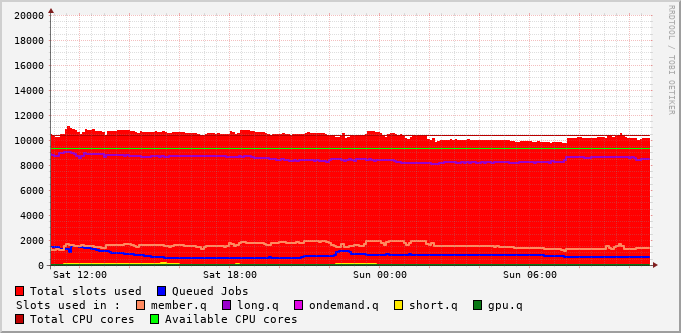 20000
18000
16000
14000
12000
10000
8000
6000
4000
2000
0
Sat 12:00 Sat 18:00 Sun 00:00 Sun 06:00
RRDTOOL / TOBI OETIKER
Total slots used Queued Jobs
Slots used in : member.q long.q ondemand.q short.q gpu.q
Total CPU cores Available CPU cores